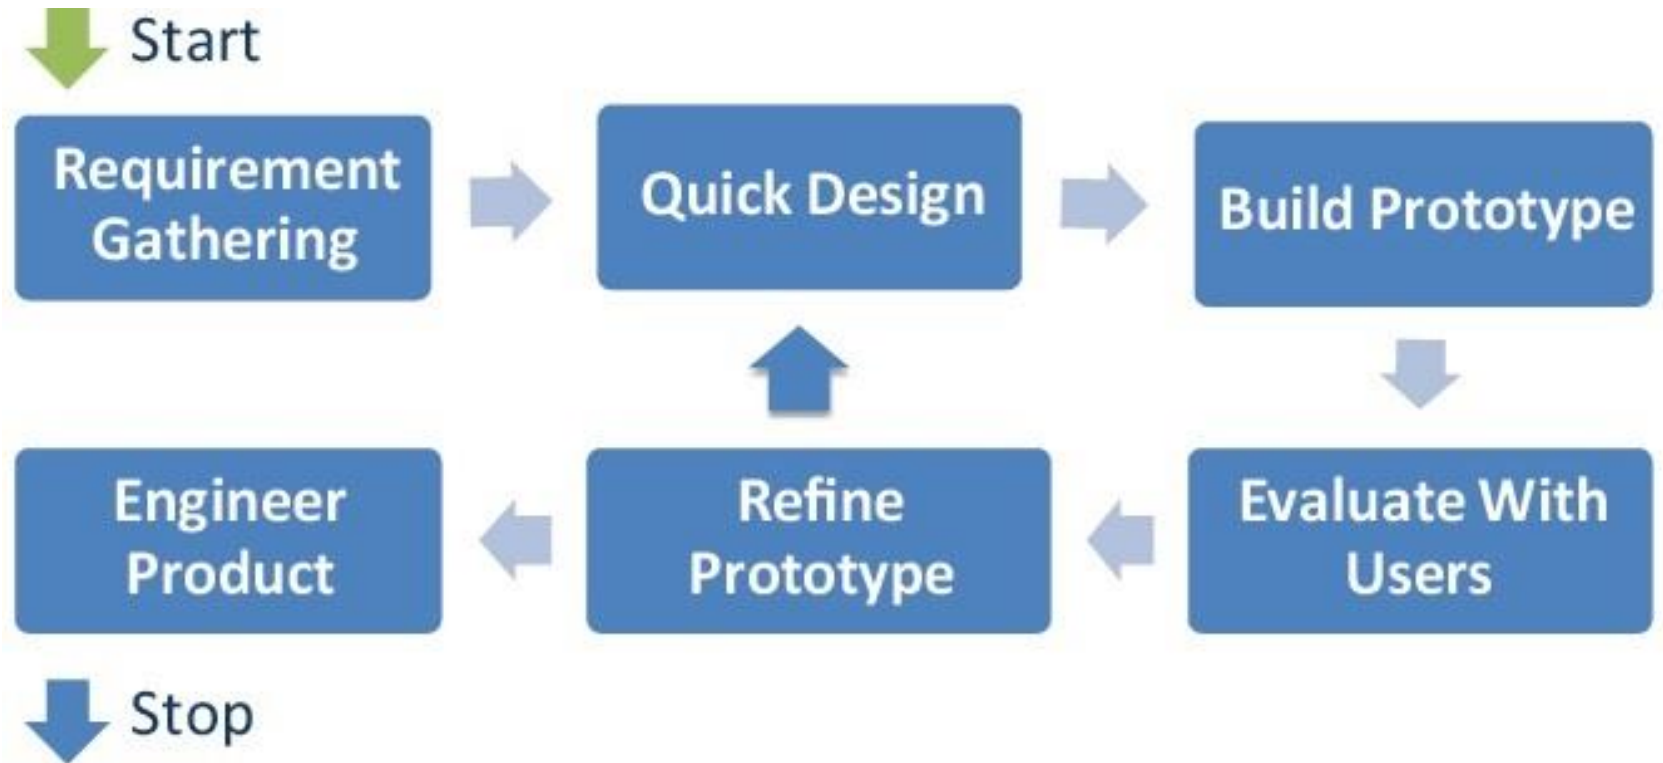 Start
Requirement
Gathering
Quick Design
Build Prototype
Engineer
Product
Refine
Prototype
Evaluate With
Users
Stop